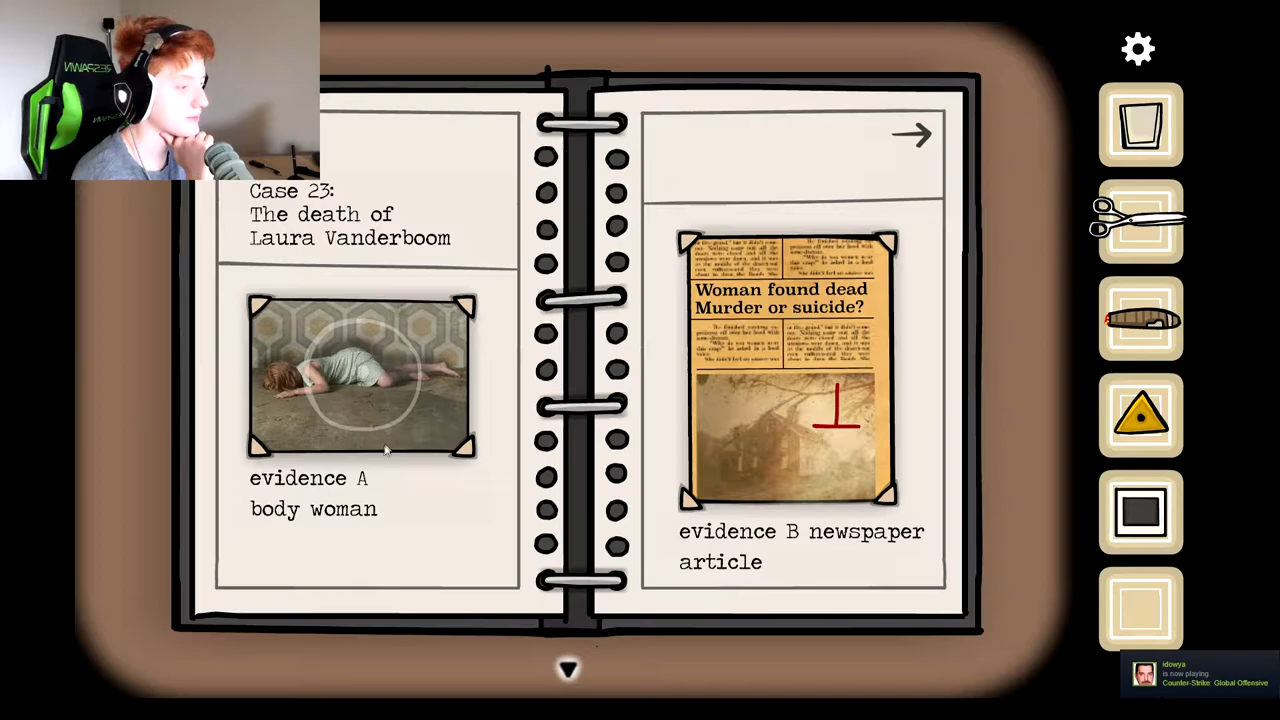 RESPAWN
Case 23:
The death of
Laura Vanderboom
evidence A
body woman
Woman found dead
Murder or suicide?
evidence B newspaper
article
idowya
is now playing
Counter-Strike: Global Offensive